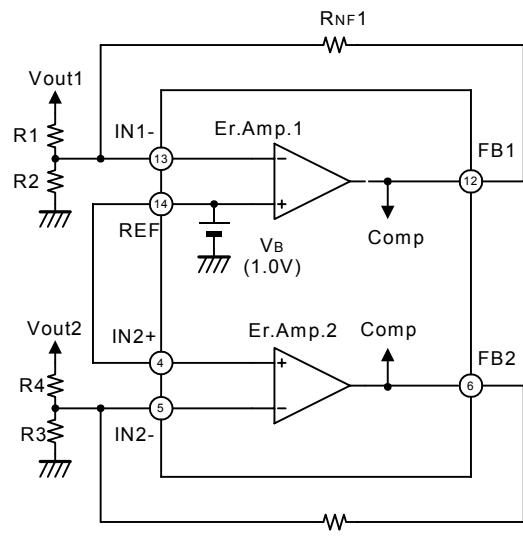 RNF1
Vout1
IN1-
Er.Amp.1
R1
FB1
13
12
R2
14
REF
Comp
VB
(1.0V)
Vout2
IN2+
Er.Amp.2
Comp
FB2
4
R4
5
6
R3
IN2-